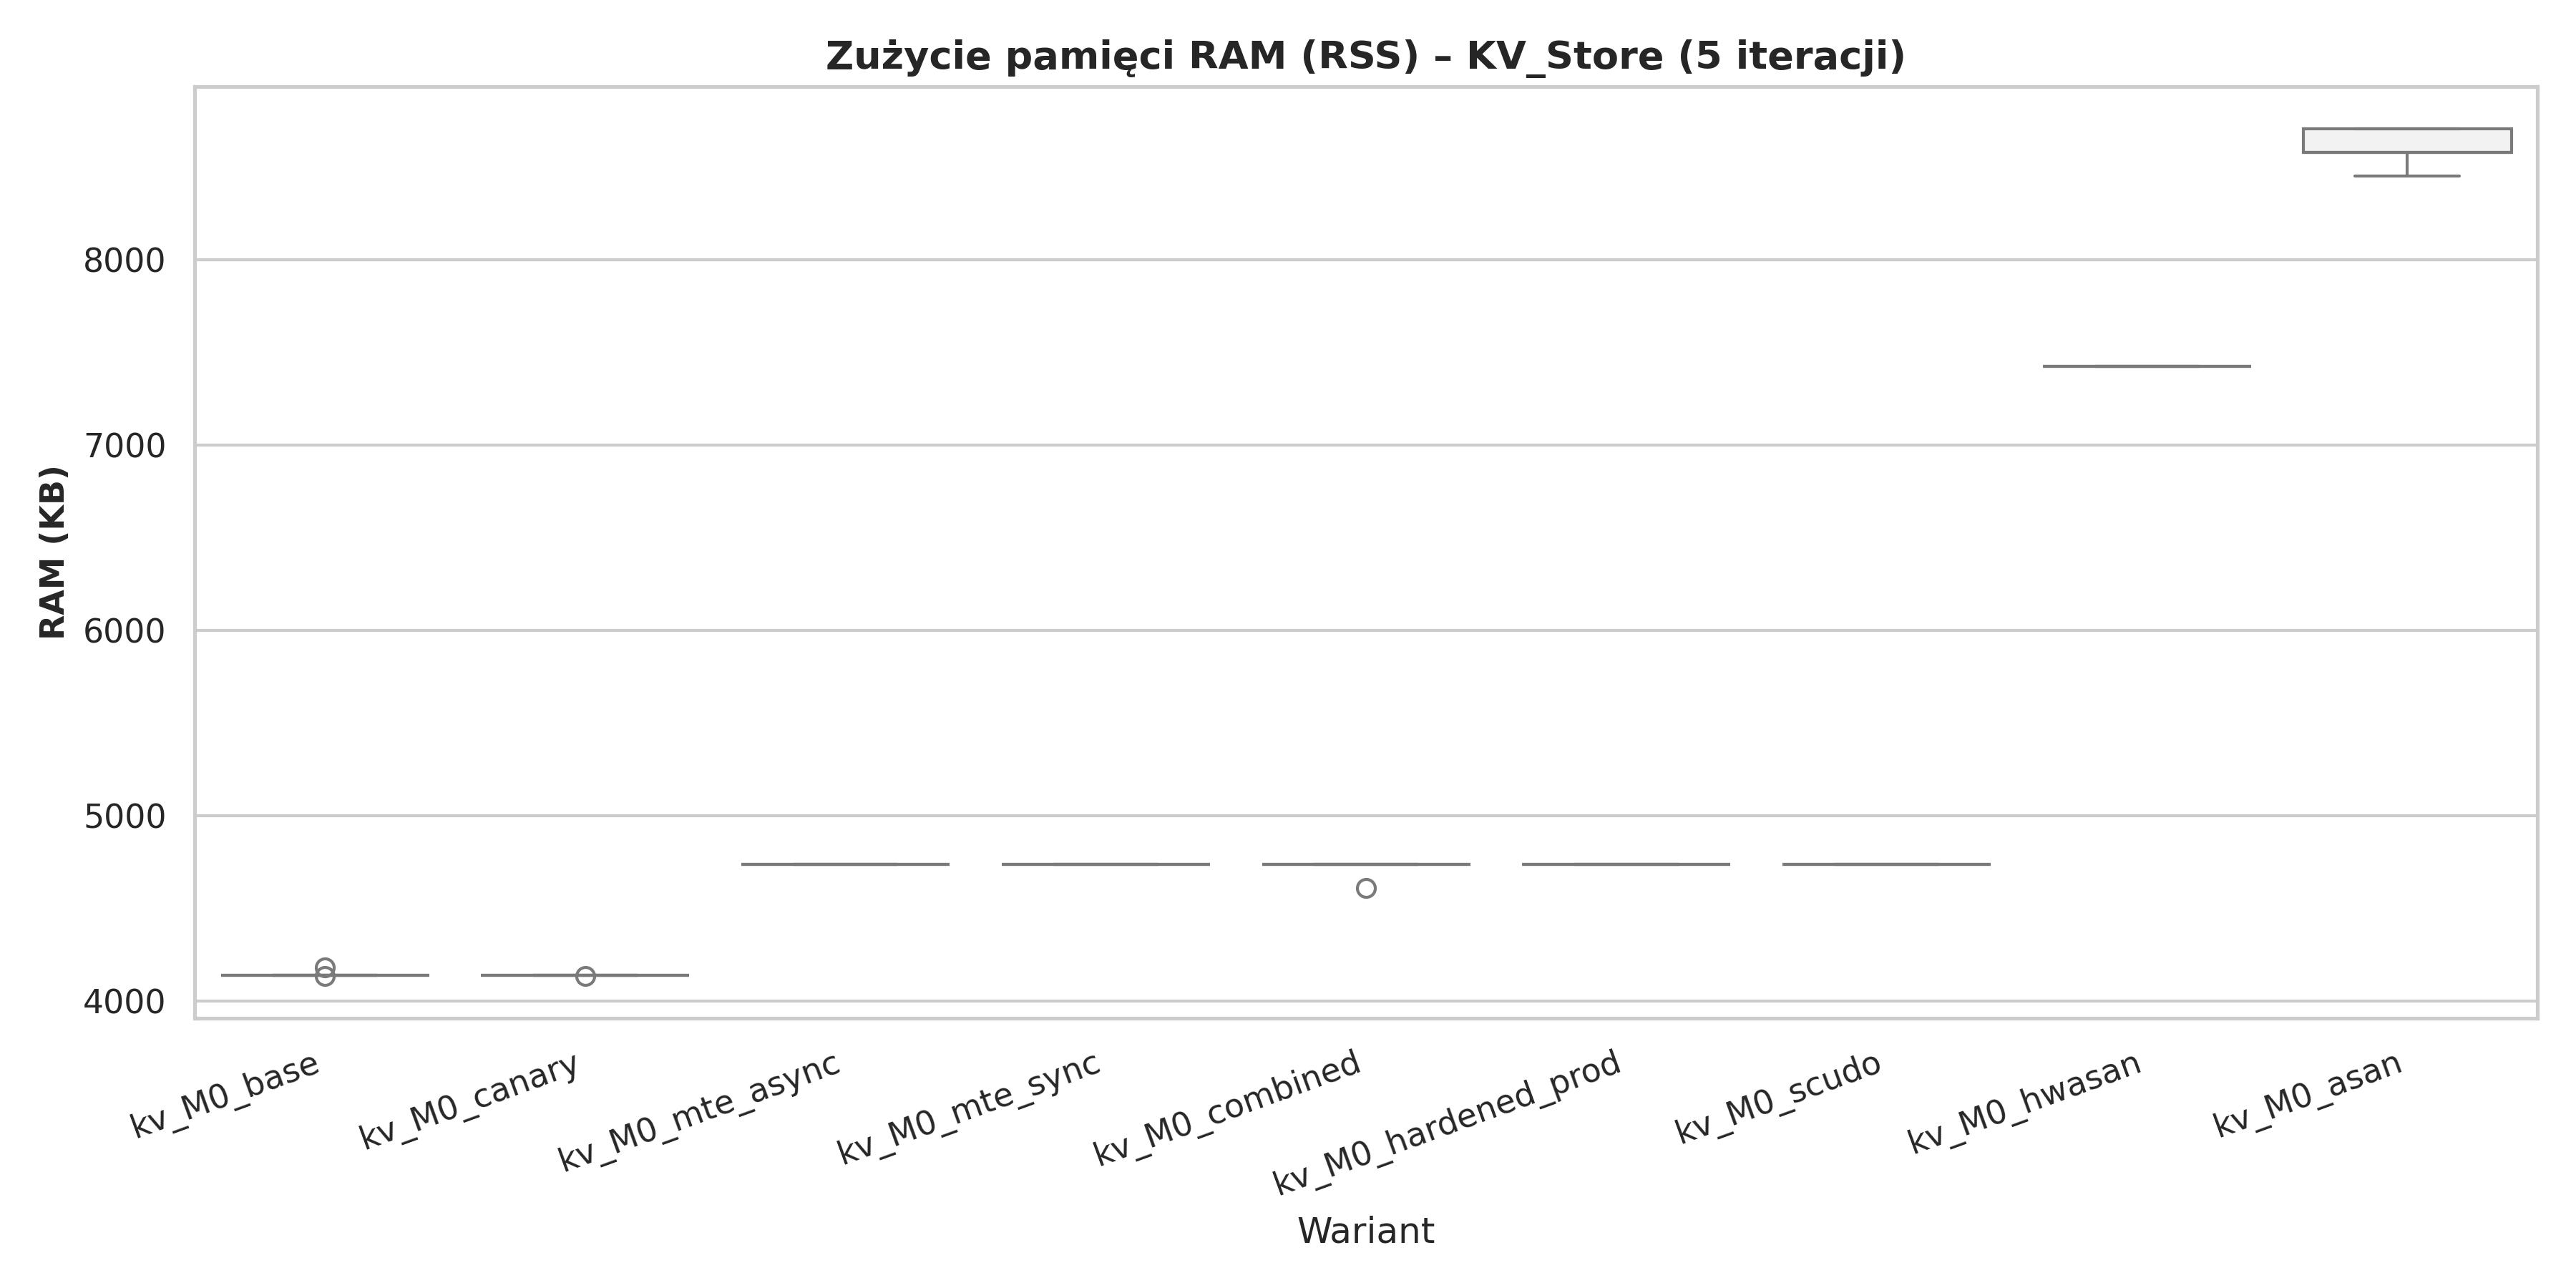 Zużycie pamięci RAM (RSS) – KV_Store (5 iteracji)
RAM (KB)
8000
7000
6000
5000
4000
kv_M0_base
kv_M0_canary
kv_M0_mte_async
kv_M0_mte_sync
kv_M0_combined
kv_M0_hardened_prod
kv_M0_scudo
kv_M0_hwasan
kv_M0_asan
Wariant